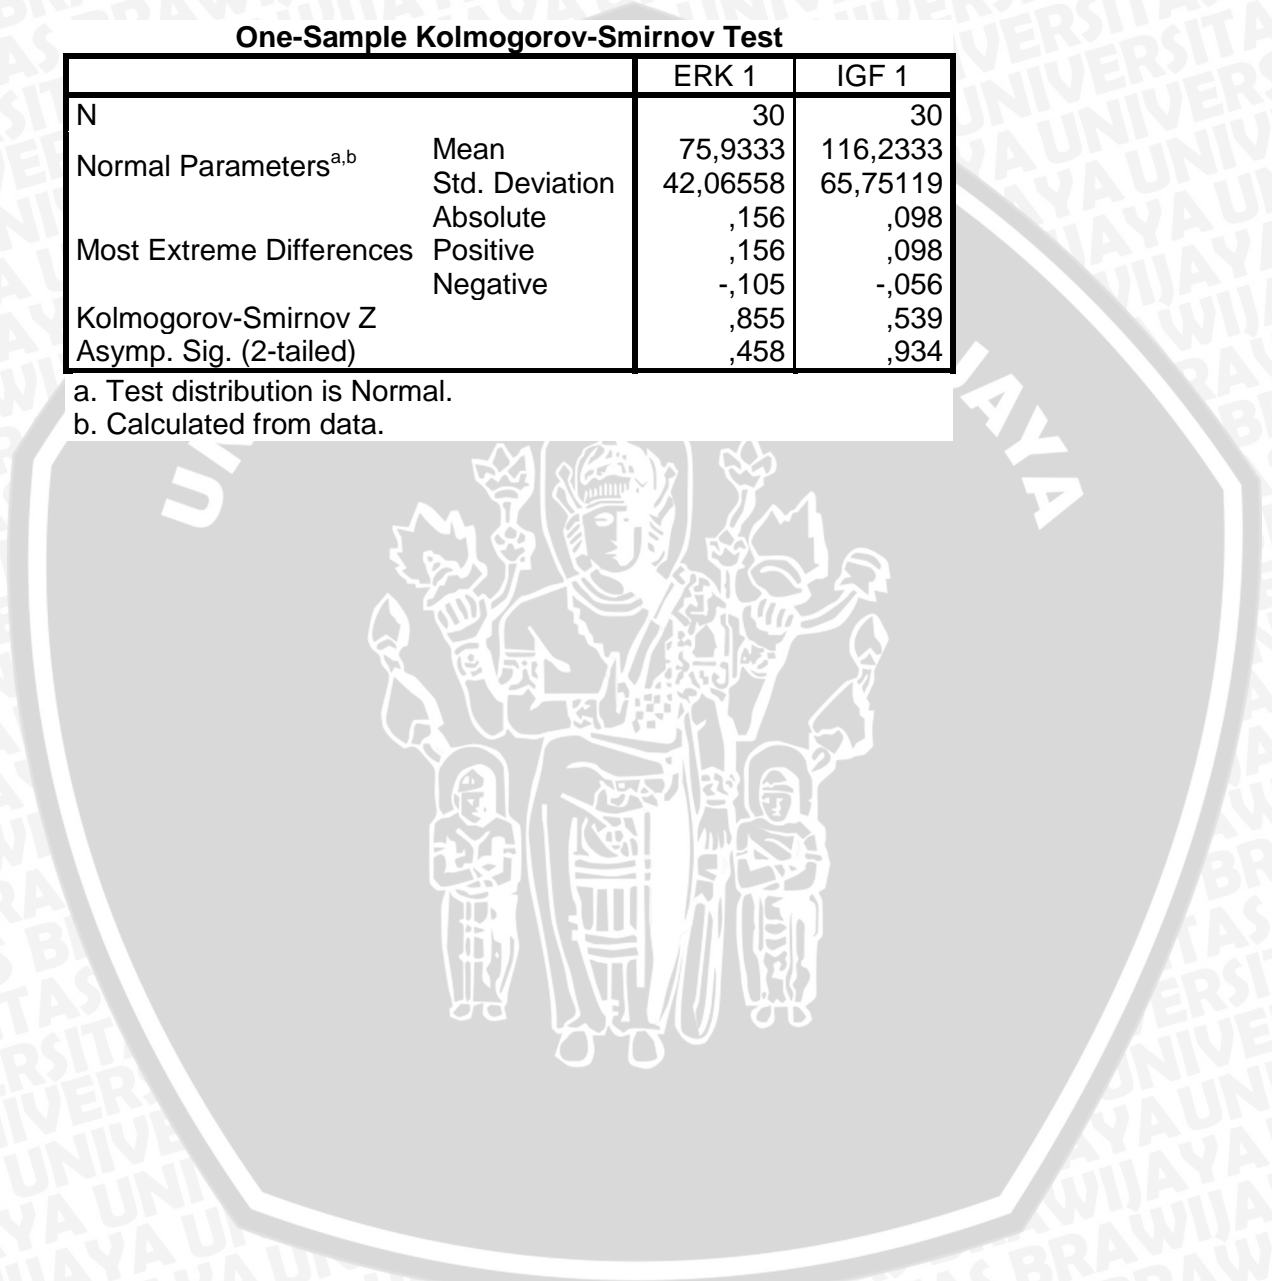 One-Sample Kolmogorov-Smirnov Test
ERK 1 IGF 1
N 30 30
Normal Parametersa,b Mean 75,9333 116,2333
Std. Deviation 42,06558 65,75119
Most Extreme Differences Absolute ,156 ,098
Positive ,156 ,098
Negative -,105 -,056
Kolmogorov-Smirnov Z ,855 ,539
Asymp. Sig. (2-tailed) ,458 ,934
a. Test distribution is Normal.
b. Calculated from data.